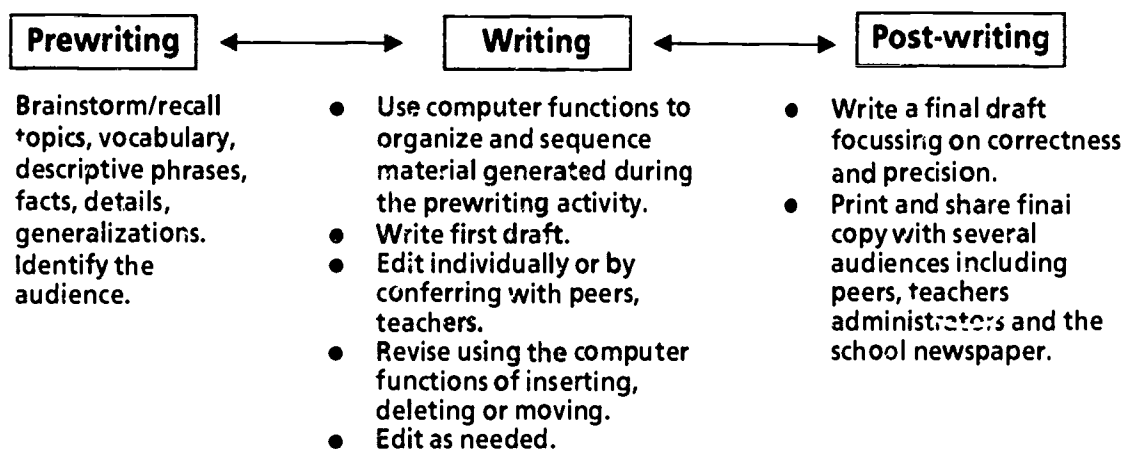 Prewriting
Brainstorm/recall
topics, vocabulary,
descriptive phrases,
facts, details,
generalizations.
Identify the
audience.
Writing
● Use computer functions to
organize and sequence
material generated during
the prewriting activity.
● Write first draft.
● Edit individually or by
conferring with peers,
teachers.
● Revise using the computer
functions of inserting,
deleting or moving.
● Edit as needed.
Post-writing
● Write a final draft
focussing on correctness
and precision.
● Print and share final
copy with several
audiences including
peers, teachers
administrators and the
school newspaper.